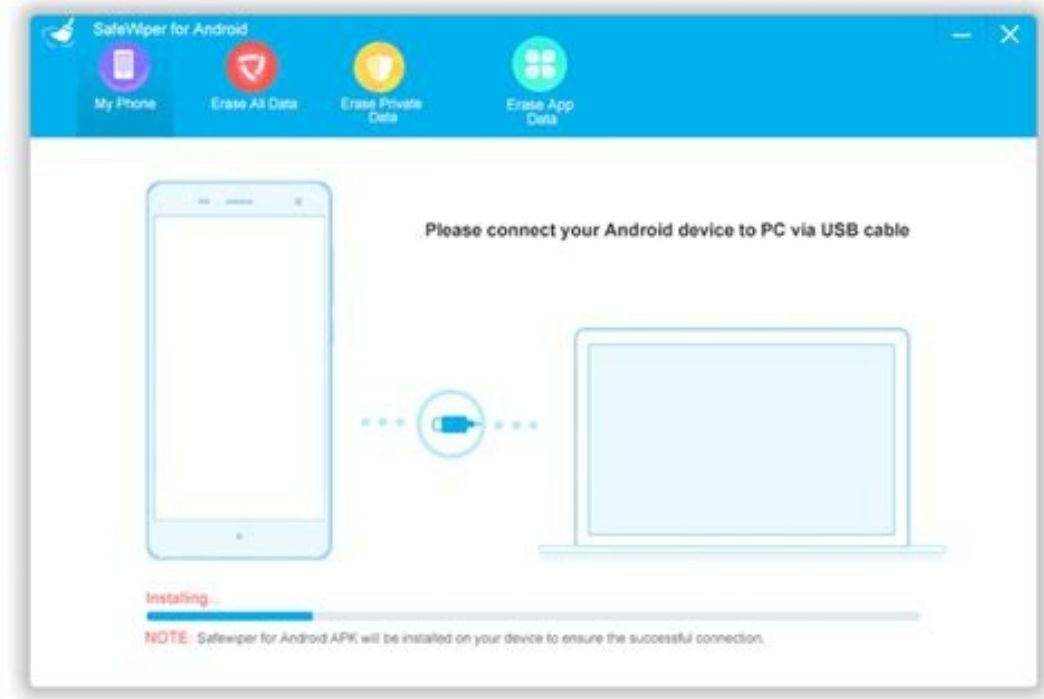 SafeWiper for Android
My Phone
Erase All Data
Erase Private
Data
Erase App
Data
Please connect your Android device to PC via USB cable
Installing...
NOTE: Safewiper for Android APK will be installed on your device to ensure the successful connection.